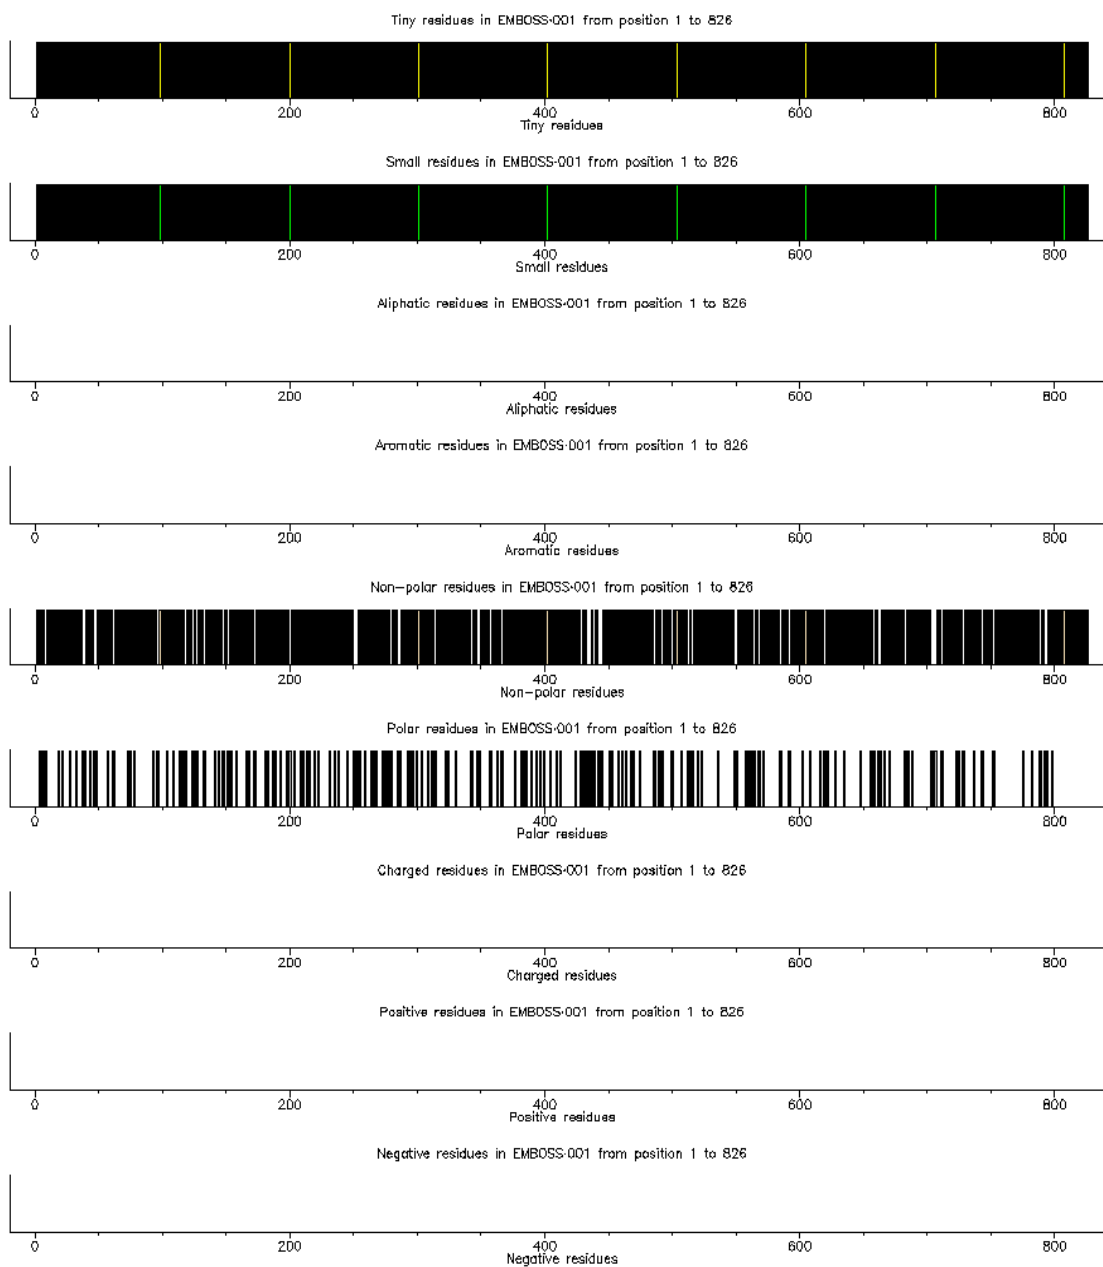 Tiny residues in EMBOSS-001 from position 1 to 826
0 200 400 600 800
Tiny residues
Small residues in EMBOSS-001 from position 1 to 826
0 200 400 600 800
Small residues
Aliphatic residues in EMBOSS-001 from position 1 to 826
0 200 400 600 800
Aliphatic residues
Aromatic residues in EMBOSS-001 from position 1 to 826
0 200 400 600 800
Aromatic residues
Non-polar residues in EMBOSS-001 from position 1 to 826
0 200 400 600 800
Non-polar residues
Polar residues in EMBOSS-001 from position 1 to 826
0 200 400 600 800
Polar residues
Charged residues in EMBOSS-001 from position 1 to 826
0 200 400 600 800
Charged residues
Positive residues in EMBOSS-001 from position 1 to 826
0 200 400 600 800
Positive residues
Negative residues in EMBOSS-001 from position 1 to 826
0 200 400 600 800
Negative residues